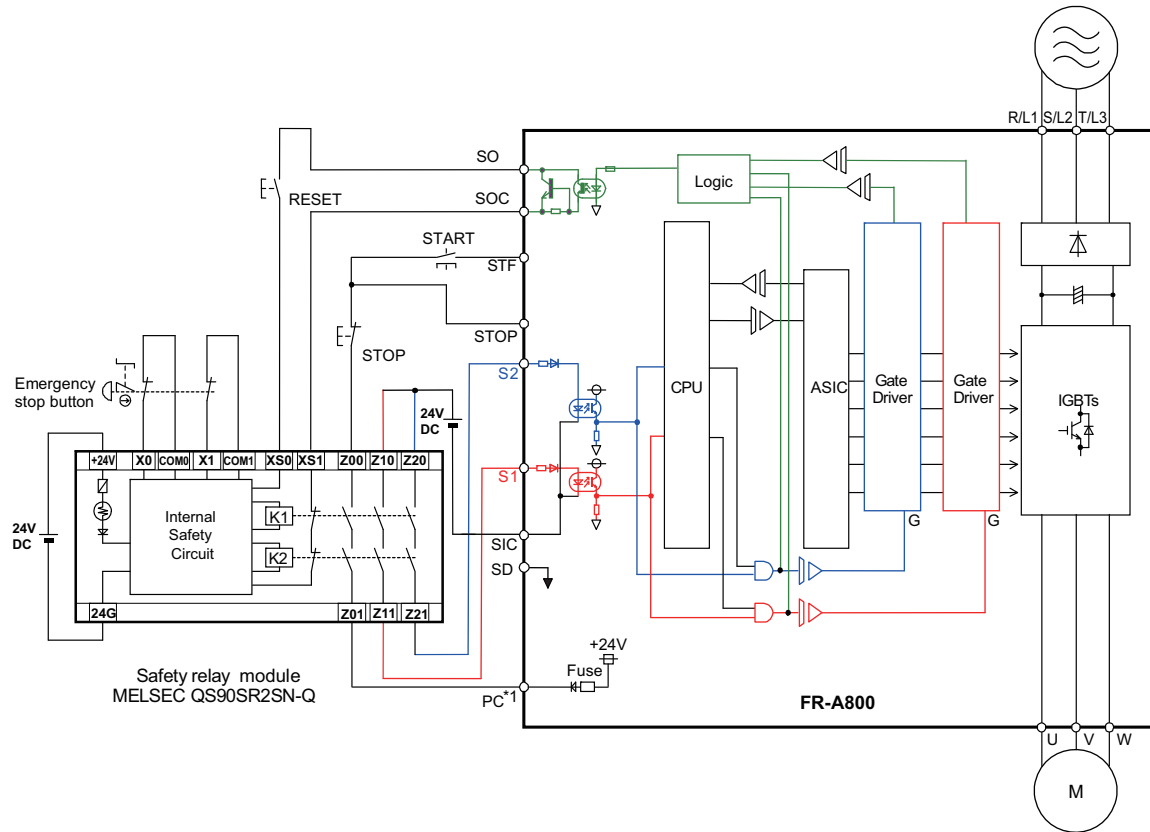 R/L1 S/L2 T/L3
SO
RESET
SOC
Logic
START
STF
STOP
STOP
S2
Emergency
stop button
24V
DC
CPU
ASIC
Gate
Driver
Gate
Driver
IGBTs
+24V X0 COM0 X1 COM1 XS0 XS1 Z00 Z10 Z20
S1
24V
DC
Internal
Safety
Circuit
K1
K2
G
G
SIC
SD
24G
Z01 Z11 Z21
+24V
Fuse
Safety relay module
MELSEC QS90SR2SN-Q
PC*1
FR-A800
U V W
M